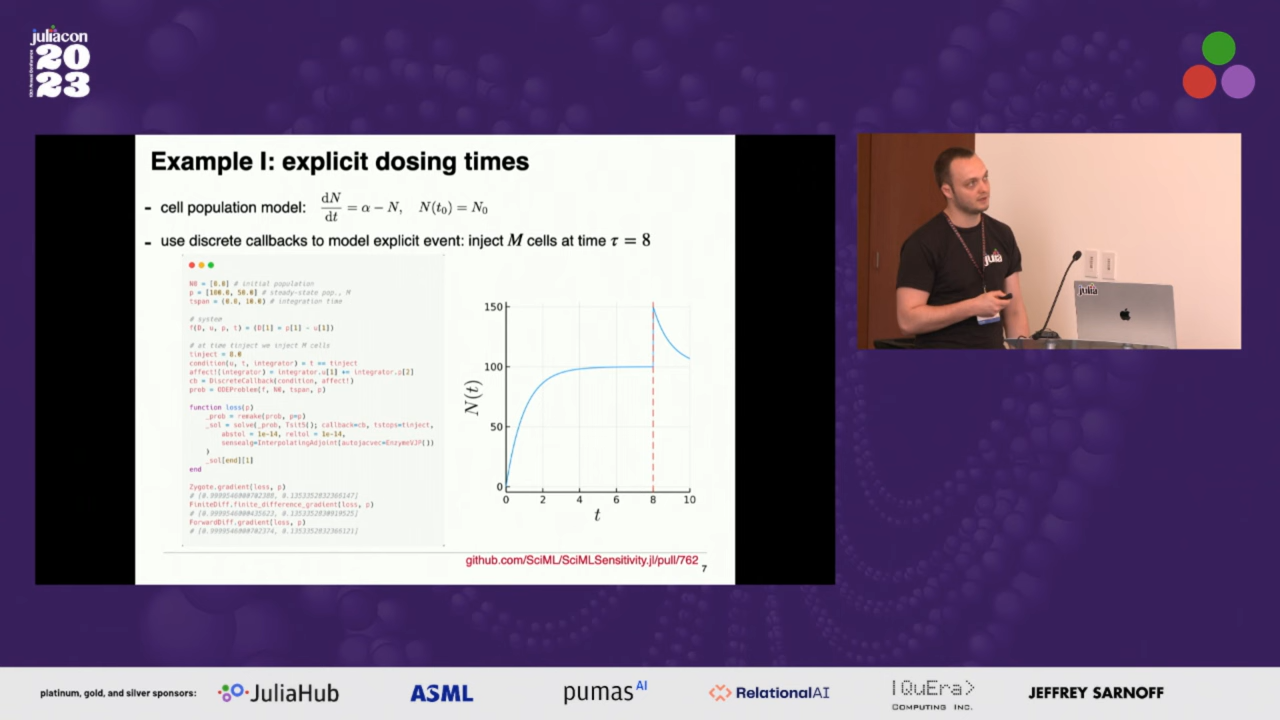 juliacon
20
23
Example I: explicit dosing times
- cell population model: dN/dt = α − N, N(t₀) = N₀
- use discrete callbacks to model explicit event: inject M cells at time τ = 8
N0 = [0.0] # initial population
p = [100.0, 50.0] # steady-state pop., M
tspan = (0.0, 10.0) # integration time
# system
f(D, u, p, t) = (D[1] = p[1] - u[1])
# at time tinject we inject M cells
tinject = 8.0
condition(u, t, integrator) = t == tinject
affect!(integrator) = integrator.u[1] += integrator.p[2]
cb = DiscreteCallback(condition, affect!)
prob = ODEProblem(f, N0, tspan, p)
function loss(p)
_prob = remake(prob, p=p)
_sol = solve(_prob, Tsit5(); callback=cb, tstops=tinject,
abstol = 1e-14, reltol = 1e-14,
sensealg=InterpolatingAdjoint(autojacvec=EnzymeVJP())
)
_sol[end][1]
end
Zygote.gradient(loss, p)
FiniteDiff.finite_difference_gradient(loss, p)
ForwardDiff.gradient(loss, p)
150
100
50
0
N(t)
0 2 4 6 8 10
t
github.com/SciML/SciMLSensitivity.jl/pull/762
7
julia
julia
platinum, gold, and silver sponsors:
JuliaHub
ASML
pumas AI
RelationalAI
|QuEra>
COMPUTING INC.
JEFFREY SARNOFF